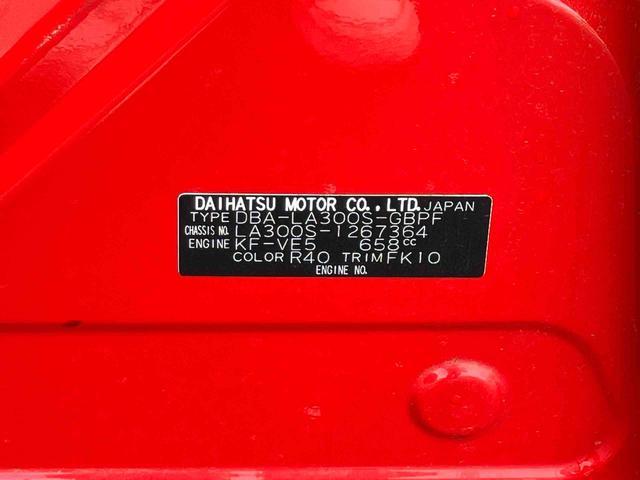 DAIHATSU MOTOR CO., LTD. JAPAN
TYPE DBA-LA300S-GBPF
CHASSIS NO. LA300S-1267364
ENGINE KF-VE5 658cc
COLOR R40 TRIM FK10
ENGINE NO.